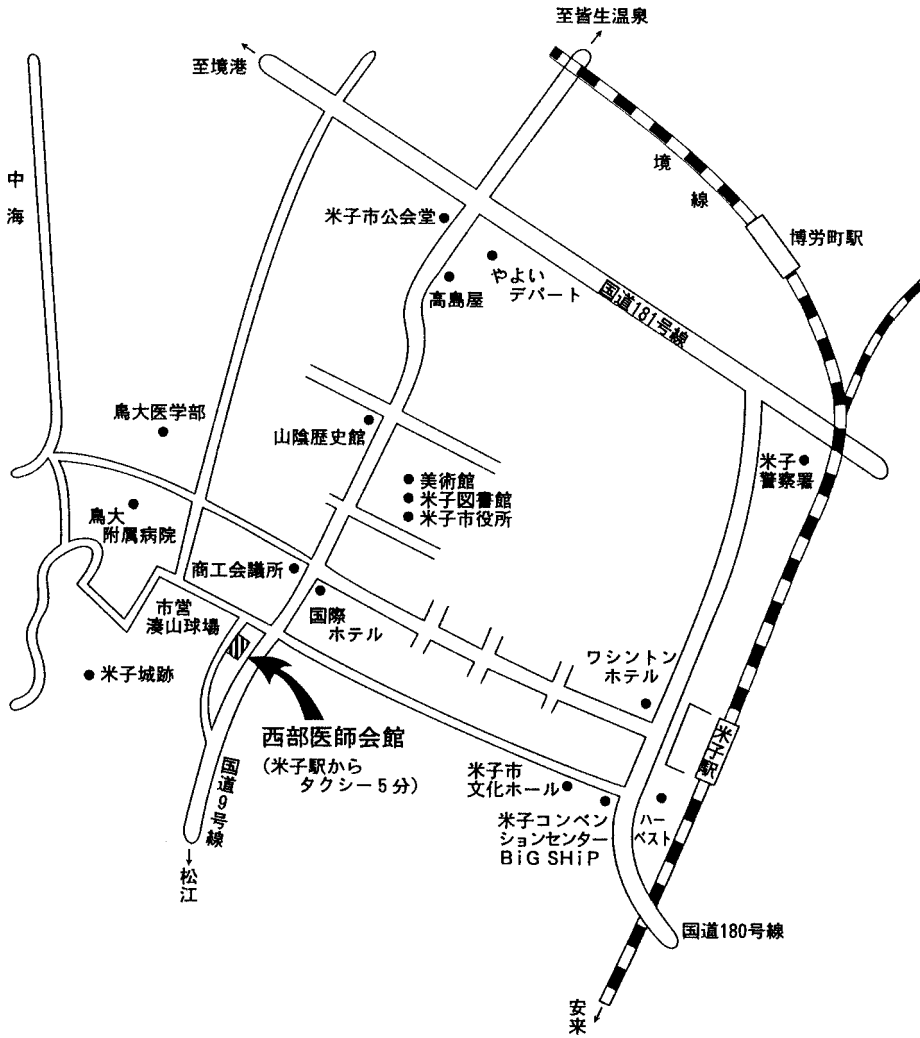 至皆生温泉
至境港
中海
境線
米子市公会堂
博労町駅
やよい
デパート
高島屋
国道181号線
鳥大医学部
山陰歴史館
米子
警察署
美術館
米子図書館
米子市役所
鳥大
附属病院
商工会議所
市営
湊山球場
国際
ホテル
ワシントン
ホテル
米子城跡
西部医師会館
(米子駅から
タクシー5分)
米子駅
国道9号線
米子市
文化ホール
米子コンベン
ションセンター
BiG SHiP
ハー
ベスト
松江
国道180号線
安来